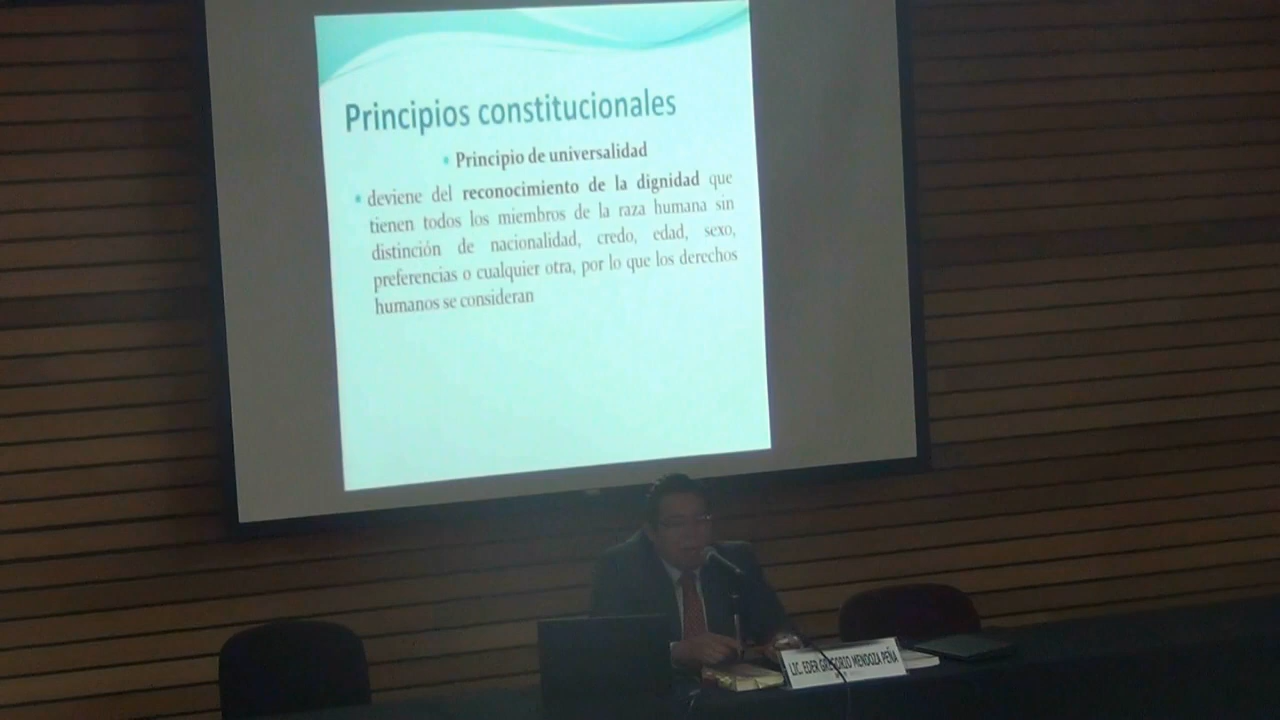 Principios constitucionales
• Principio de universalidad
• deviene del reconocimiento de la dignidad que
tienen todos los miembros de la raza humana sin
distinción de nacionalidad, credo, edad, sexo,
preferencias o cualquier otra, por lo que los derechos
humanos se consideran
LIC. EDER GREGORIO MENDOZA PEÑA